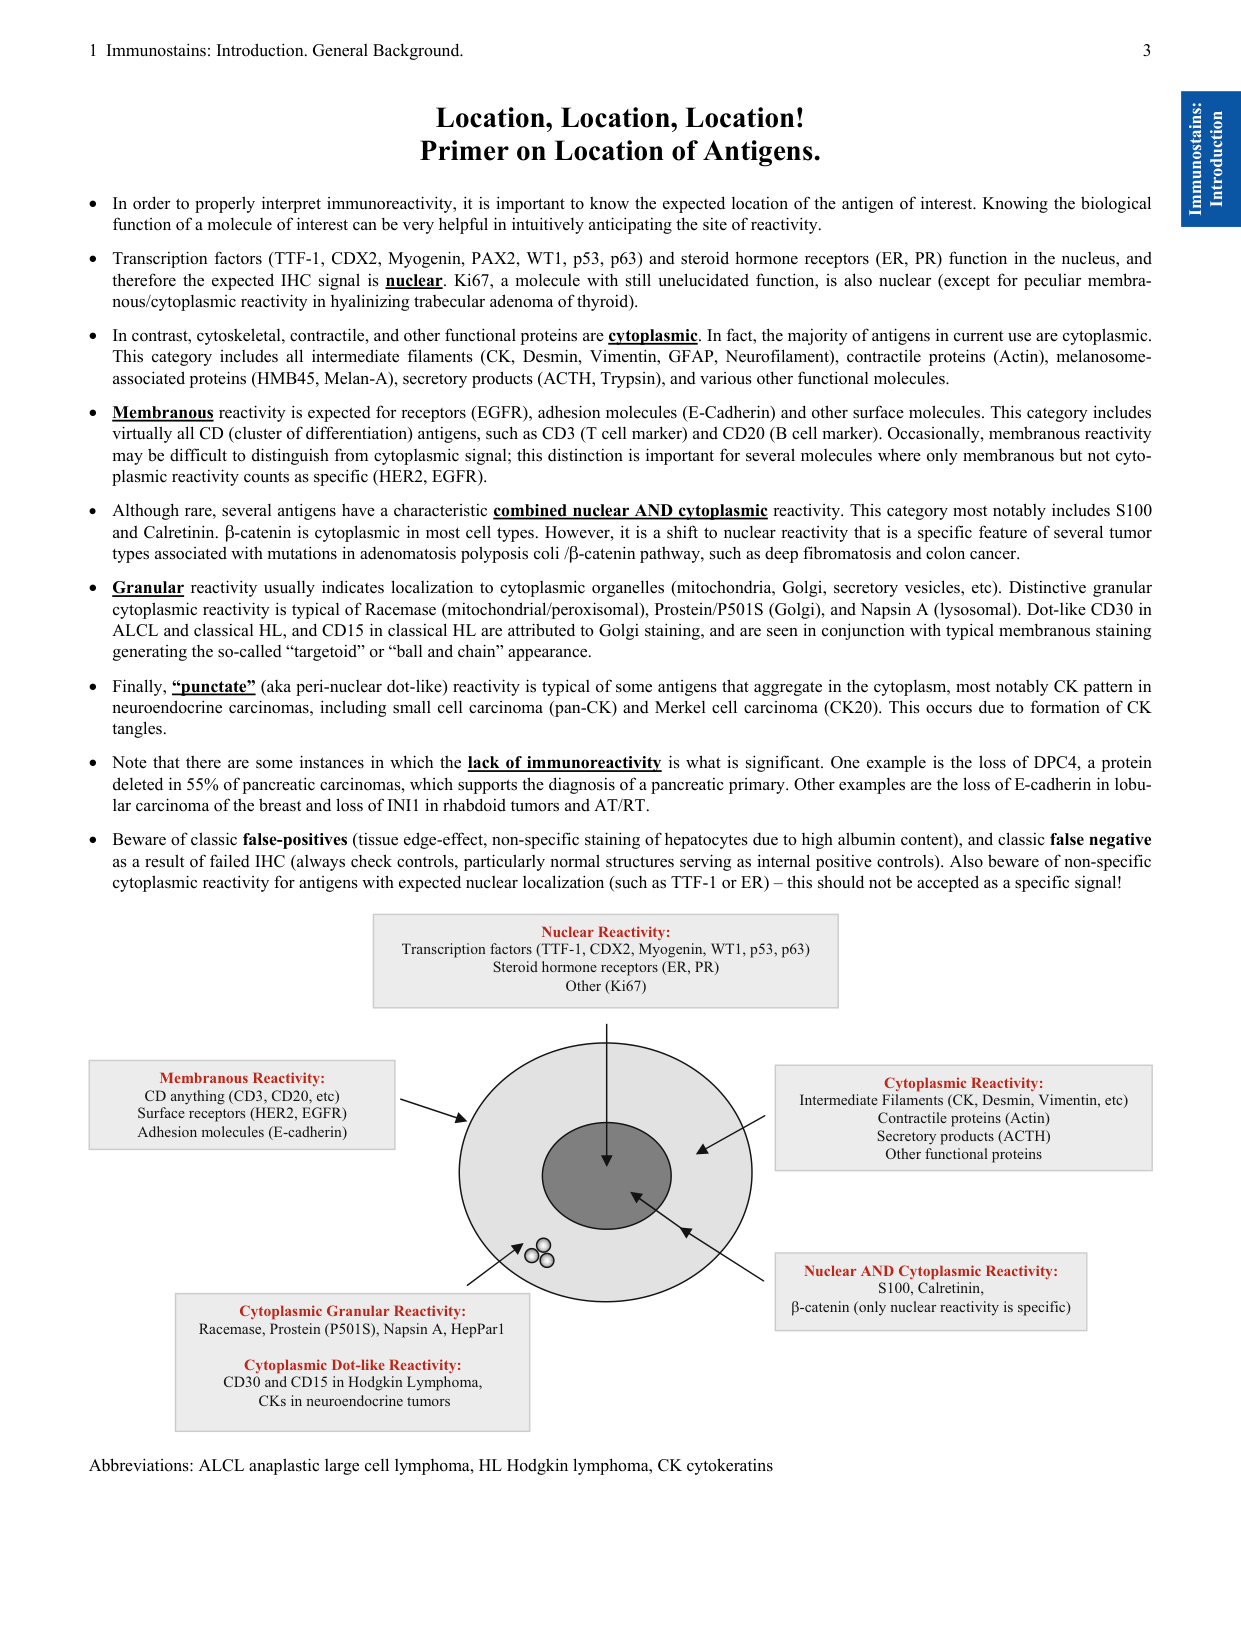 1 Immunostains: Introduction. General Background.
3
Immunostains:
Introduction
Location, Location, Location!
Primer on Location of Antigens.
• In order to properly interpret immunoreactivity, it is important to know the expected location of the antigen of interest. Knowing the biological
function of a molecule of interest can be very helpful in intuitively anticipating the site of reactivity.
• Transcription factors (TTF-1, CDX2, Myogenin, PAX2, WT1, p53, p63) and steroid hormone receptors (ER, PR) function in the nucleus, and
therefore the expected IHC signal is nuclear. Ki67, a molecule with still unelucidated function, is also nuclear (except for peculiar membra-
nous/cytoplasmic reactivity in hyalinizing trabecular adenoma of thyroid).
• In contrast, cytoskeletal, contractile, and other functional proteins are cytoplasmic. In fact, the majority of antigens in current use are cytoplasmic.
This category includes all intermediate filaments (CK, Desmin, Vimentin, GFAP, Neurofilament), contractile proteins (Actin), melanosome-
associated proteins (HMB45, Melan-A), secretory products (ACTH, Trypsin), and various other functional molecules.
• Membranous reactivity is expected for receptors (EGFR), adhesion molecules (E-Cadherin) and other surface molecules. This category includes
virtually all CD (cluster of differentiation) antigens, such as CD3 (T cell marker) and CD20 (B cell marker). Occasionally, membranous reactivity
may be difficult to distinguish from cytoplasmic signal; this distinction is important for several molecules where only membranous but not cyto-
plasmic reactivity counts as specific (HER2, EGFR).
• Although rare, several antigens have a characteristic combined nuclear AND cytoplasmic reactivity. This category most notably includes S100
and Calretinin. β-catenin is cytoplasmic in most cell types. However, it is a shift to nuclear reactivity that is a specific feature of several tumor
types associated with mutations in adenomatosis polyposis coli /β-catenin pathway, such as deep fibromatosis and colon cancer.
• Granular reactivity usually indicates localization to cytoplasmic organelles (mitochondria, Golgi, secretory vesicles, etc). Distinctive granular
cytoplasmic reactivity is typical of Racemase (mitochondrial/peroxisomal), Prostein/P501S (Golgi), and Napsin A (lysosomal). Dot-like CD30 in
ALCL and classical HL, and CD15 in classical HL are attributed to Golgi staining, and are seen in conjunction with typical membranous staining
generating the so-called “targetoid” or “ball and chain” appearance.
• Finally, “punctate” (aka peri-nuclear dot-like) reactivity is typical of some antigens that aggregate in the cytoplasm, most notably CK pattern in
neuroendocrine carcinomas, including small cell carcinoma (pan-CK) and Merkel cell carcinoma (CK20). This occurs due to formation of CK
tangles.
• Note that there are some instances in which the lack of immunoreactivity is what is significant. One example is the loss of DPC4, a protein
deleted in 55% of pancreatic carcinomas, which supports the diagnosis of a pancreatic primary. Other examples are the loss of E-cadherin in lobu-
lar carcinoma of the breast and loss of INI1 in rhabdoid tumors and AT/RT.
• Beware of classic false-positives (tissue edge-effect, non-specific staining of hepatocytes due to high albumin content), and classic false negative
as a result of failed IHC (always check controls, particularly normal structures serving as internal positive controls). Also beware of non-specific
cytoplasmic reactivity for antigens with expected nuclear localization (such as TTF-1 or ER) – this should not be accepted as a specific signal!
Nuclear Reactivity:
Transcription factors (TTF-1, CDX2, Myogenin, WT1, p53, p63)
Steroid hormone receptors (ER, PR)
Other (Ki67)
Membranous Reactivity:
CD anything (CD3, CD20, etc)
Surface receptors (HER2, EGFR)
Adhesion molecules (E-cadherin)
Cytoplasmic Reactivity:
Intermediate Filaments (CK, Desmin, Vimentin, etc)
Contractile proteins (Actin)
Secretory products (ACTH)
Other functional proteins
Nuclear AND Cytoplasmic Reactivity:
S100, Calretinin,
β-catenin (only nuclear reactivity is specific)
Cytoplasmic Granular Reactivity:
Racemase, Prostein (P501S), Napsin A, HepPar1
Cytoplasmic Dot-like Reactivity:
CD30 and CD15 in Hodgkin Lymphoma,
CKs in neuroendocrine tumors
Abbreviations: ALCL anaplastic large cell lymphoma, HL Hodgkin lymphoma, CK cytokeratins